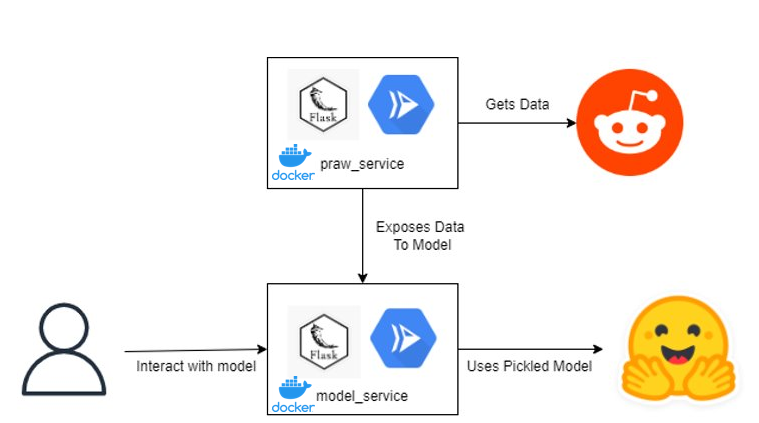 Flask
docker
praw_service
Gets Data
Exposes Data
To Model
Interact with model
Flask
docker
model_service
Uses Pickled Model